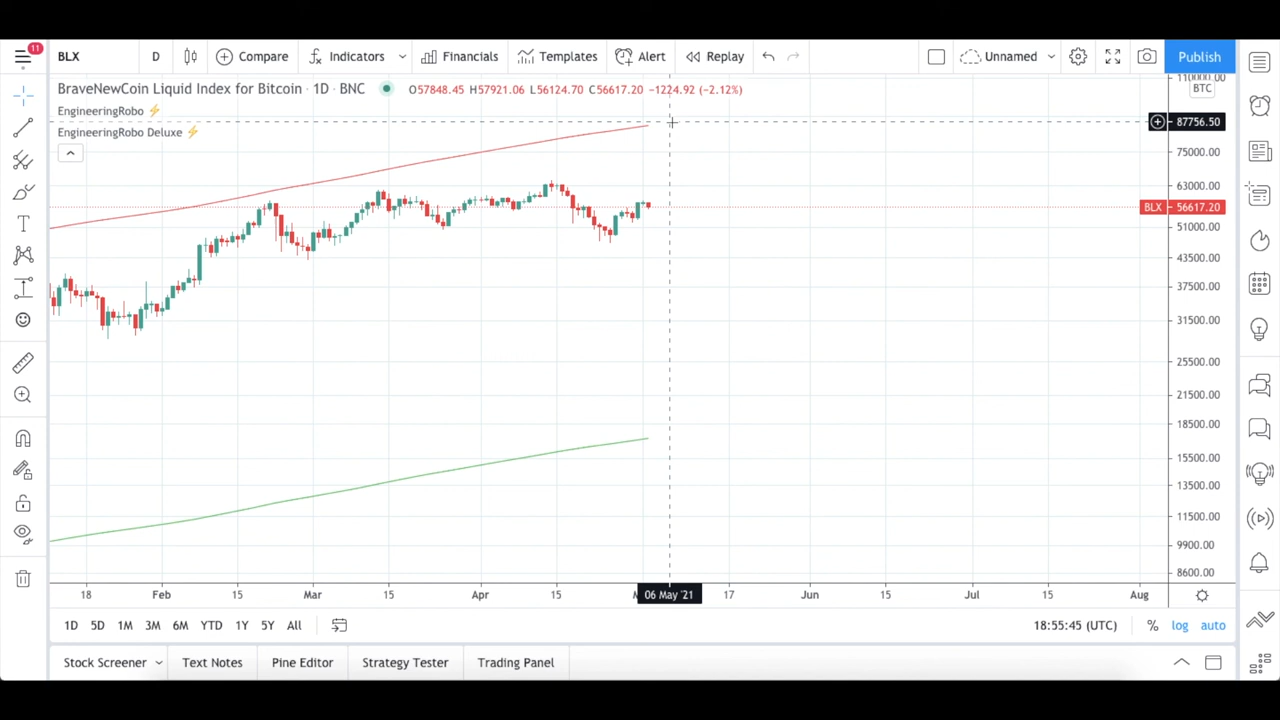 11
BLX
D
Compare
Indicators
Financials
Templates
Alert
Replay
Unnamed
Publish
BraveNewCoin Liquid Index for Bitcoin · 1D · BNC
O57848.45 H57921.06 L56124.70 C56617.20 −1224.92 (−2.12%)
EngineeringRobo ⚡
EngineeringRobo Deluxe ⚡
110000.00
BTC
87756.50
75000.00
63000.00
BLX 56617.20
51000.00
43500.00
37500.00
31500.00
25500.00
21500.00
18500.00
15500.00
13500.00
11500.00
9900.00
8600.00
18 Feb 15 Mar 15 Apr 15 06 May '21 17 Jun 15 Jul 15 Aug
1D 5D 1M 3M 6M YTD 1Y 5Y All
18:55:45 (UTC) % log auto
Stock Screener Text Notes Pine Editor Strategy Tester Trading Panel